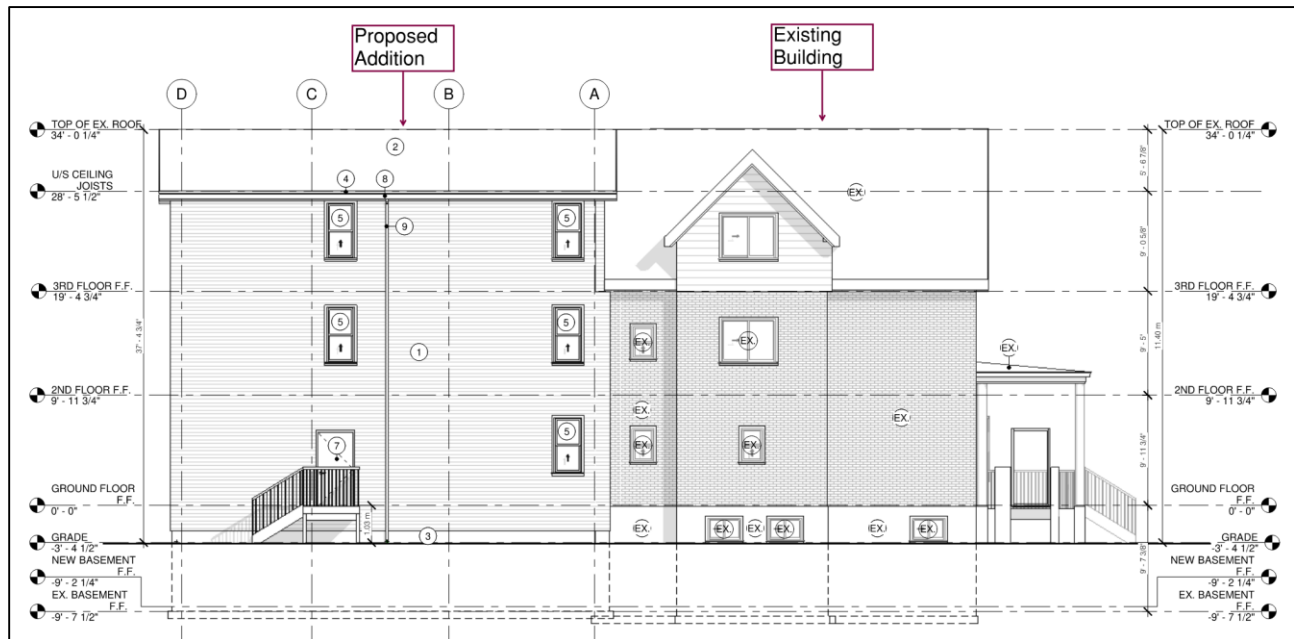 Proposed
Addition
Existing
Building
D
C
B
A
TOP OF EX. ROOF
34' - 0 1/4"
U/S CEILING
JOISTS
28' - 5 1/2"
3RD FLOOR F.F.
19' - 4 3/4"
2ND FLOOR F.F.
9' - 11 3/4"
GROUND FLOOR
F.F.
0' - 0"
GRADE
-3' - 4 1/2"
NEW BASEMENT
F.F.
-9' - 2 1/4"
EX. BASEMENT
F.F.
-9' - 7 1/2"
37' - 4 3/4"
2
4
8
5
9
5
5
5
1
7
5
3
1.03 m
EX.
EX.
EX.
EX.
EX.
EX.
EX.
EX.
EX.
EX.
EX.
EX.
EX.
EX.
5' - 6 7/8"
9' - 0 5/8"
9' - 5"
9' - 11 3/4"
9' - 7 3/8"
11.40 m
TOP OF EX. ROOF
34' - 0 1/4"
3RD FLOOR F.F.
19' - 4 3/4"
2ND FLOOR F.F.
9' - 11 3/4"
GROUND FLOOR
F.F.
0' - 0"
GRADE
-3' - 4 1/2"
NEW BASEMENT
F.F.
-9' - 2 1/4"
EX. BASEMENT
F.F.
-9' - 7 1/2"